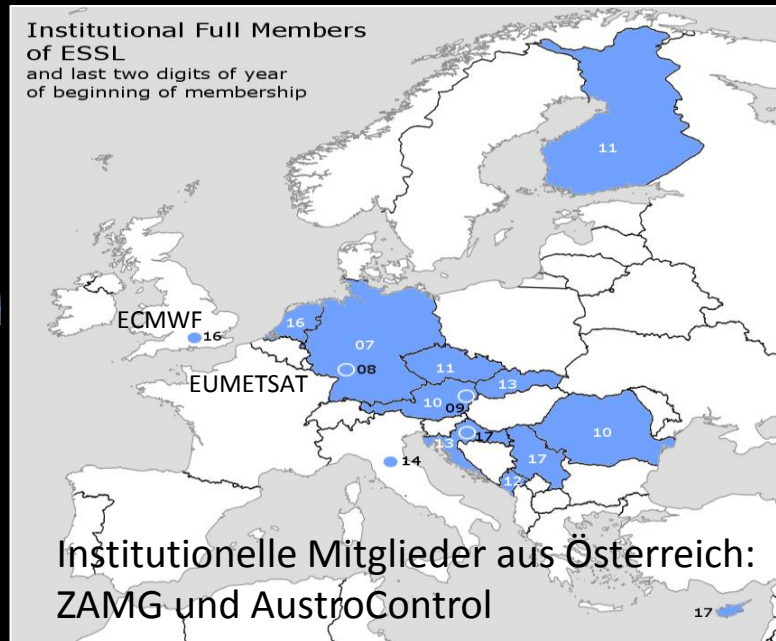 Institutional Full Members
of ESSL
and last two digits of year
of beginning of membership
11
ECMWF
16
16
07
EUMETSAT
08
11
13
10
09
10
13
17
17
12
14
Institutionelle Mitglieder aus Österreich:
ZAMG und AustroControl
17